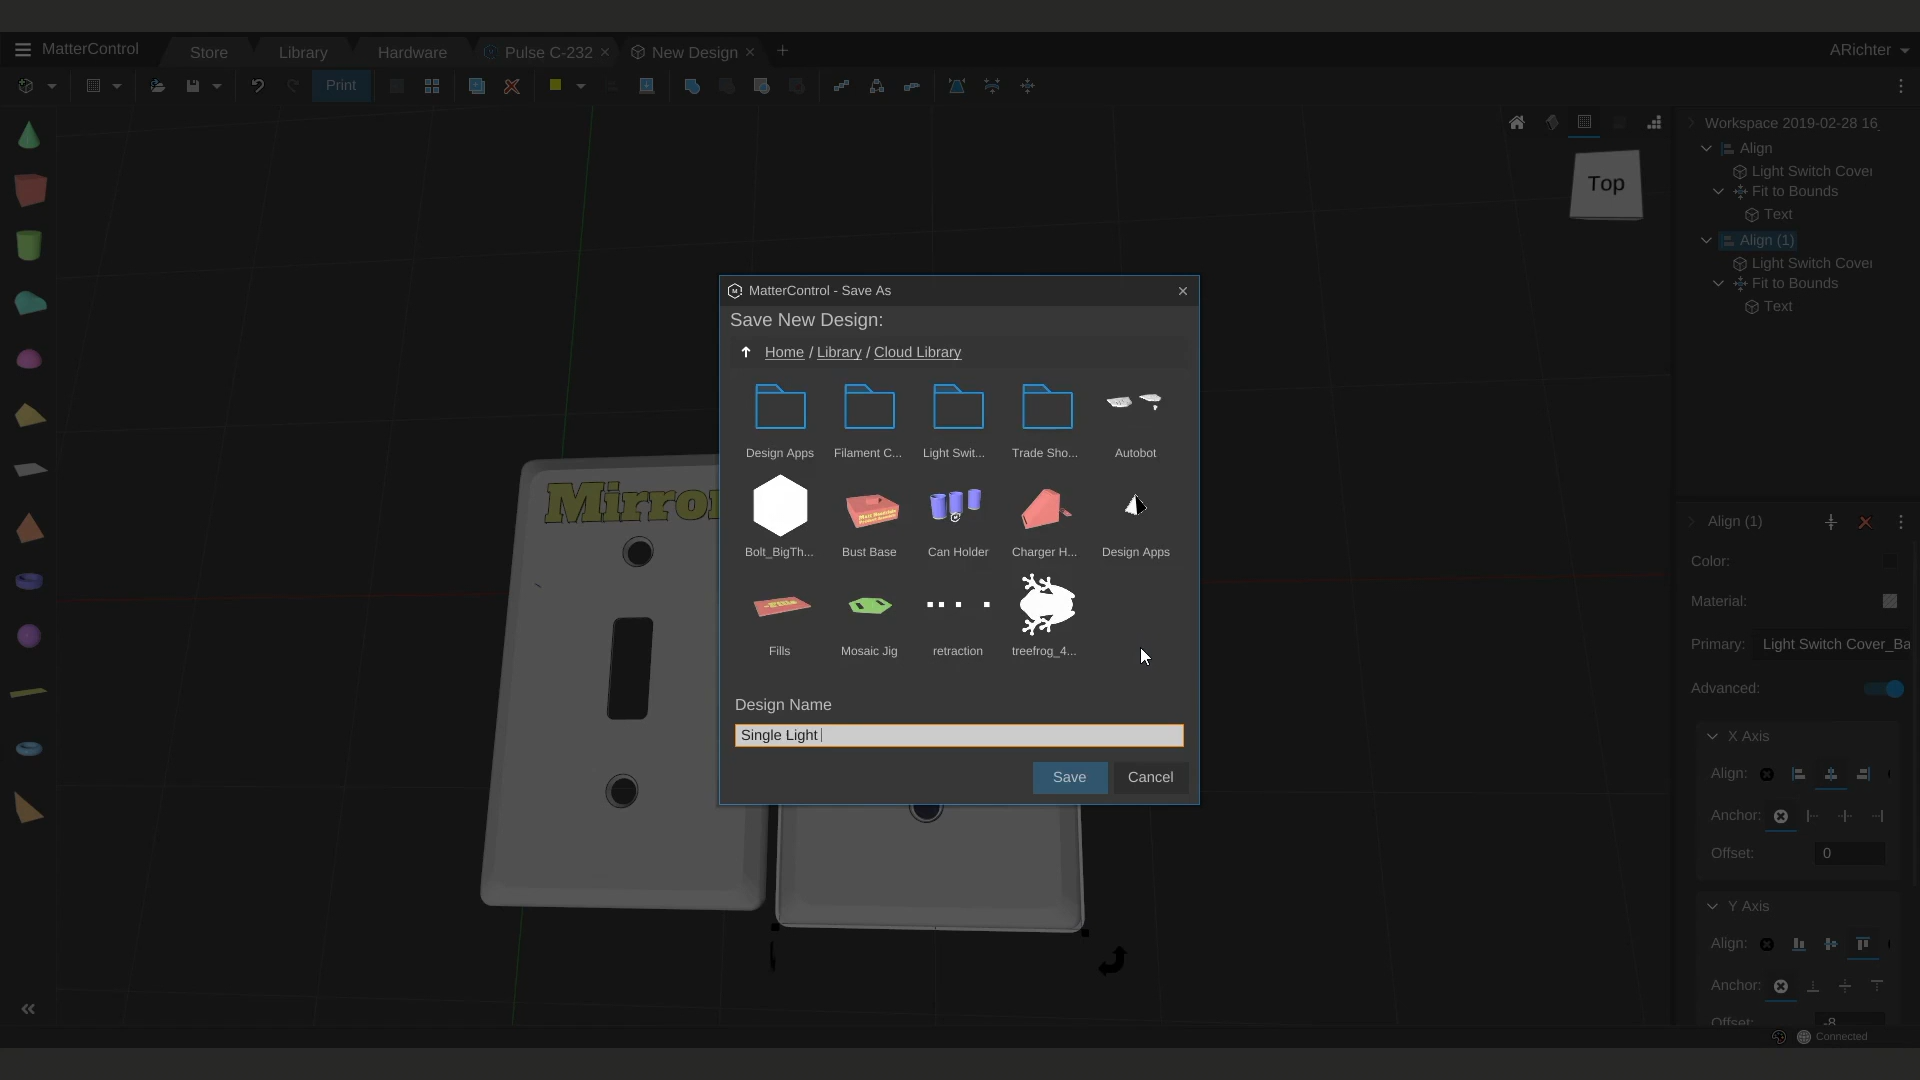 MatterControl
Store
Library
Hardware
Pulse C-232
New Design
ARichter
Print
Top
Workspace 2019-02-28 16_
Align
Light Switch Cover
Fit to Bounds
Text
Align (1)
Light Switch Cover
Fit to Bounds
Text
Mirro
MatterControl - Save As
Save New Design:
Home / Library / Cloud Library
Design Apps
Filament C...
Light Swit...
Trade Sho...
Autobot
Bolt_BigTh...
Bust Base
Can Holder
Charger H...
Design Apps
Fills
Mosaic Jig
retraction
treefrog_4...
Design Name
Single Light
Save
Cancel
Align (1)
Color:
Material:
Primary: Light Switch Cover_Ba
Advanced:
X Axis
Align:
Anchor:
Offset: 0
Y Axis
Align:
Anchor:
Offset: -8
Connected